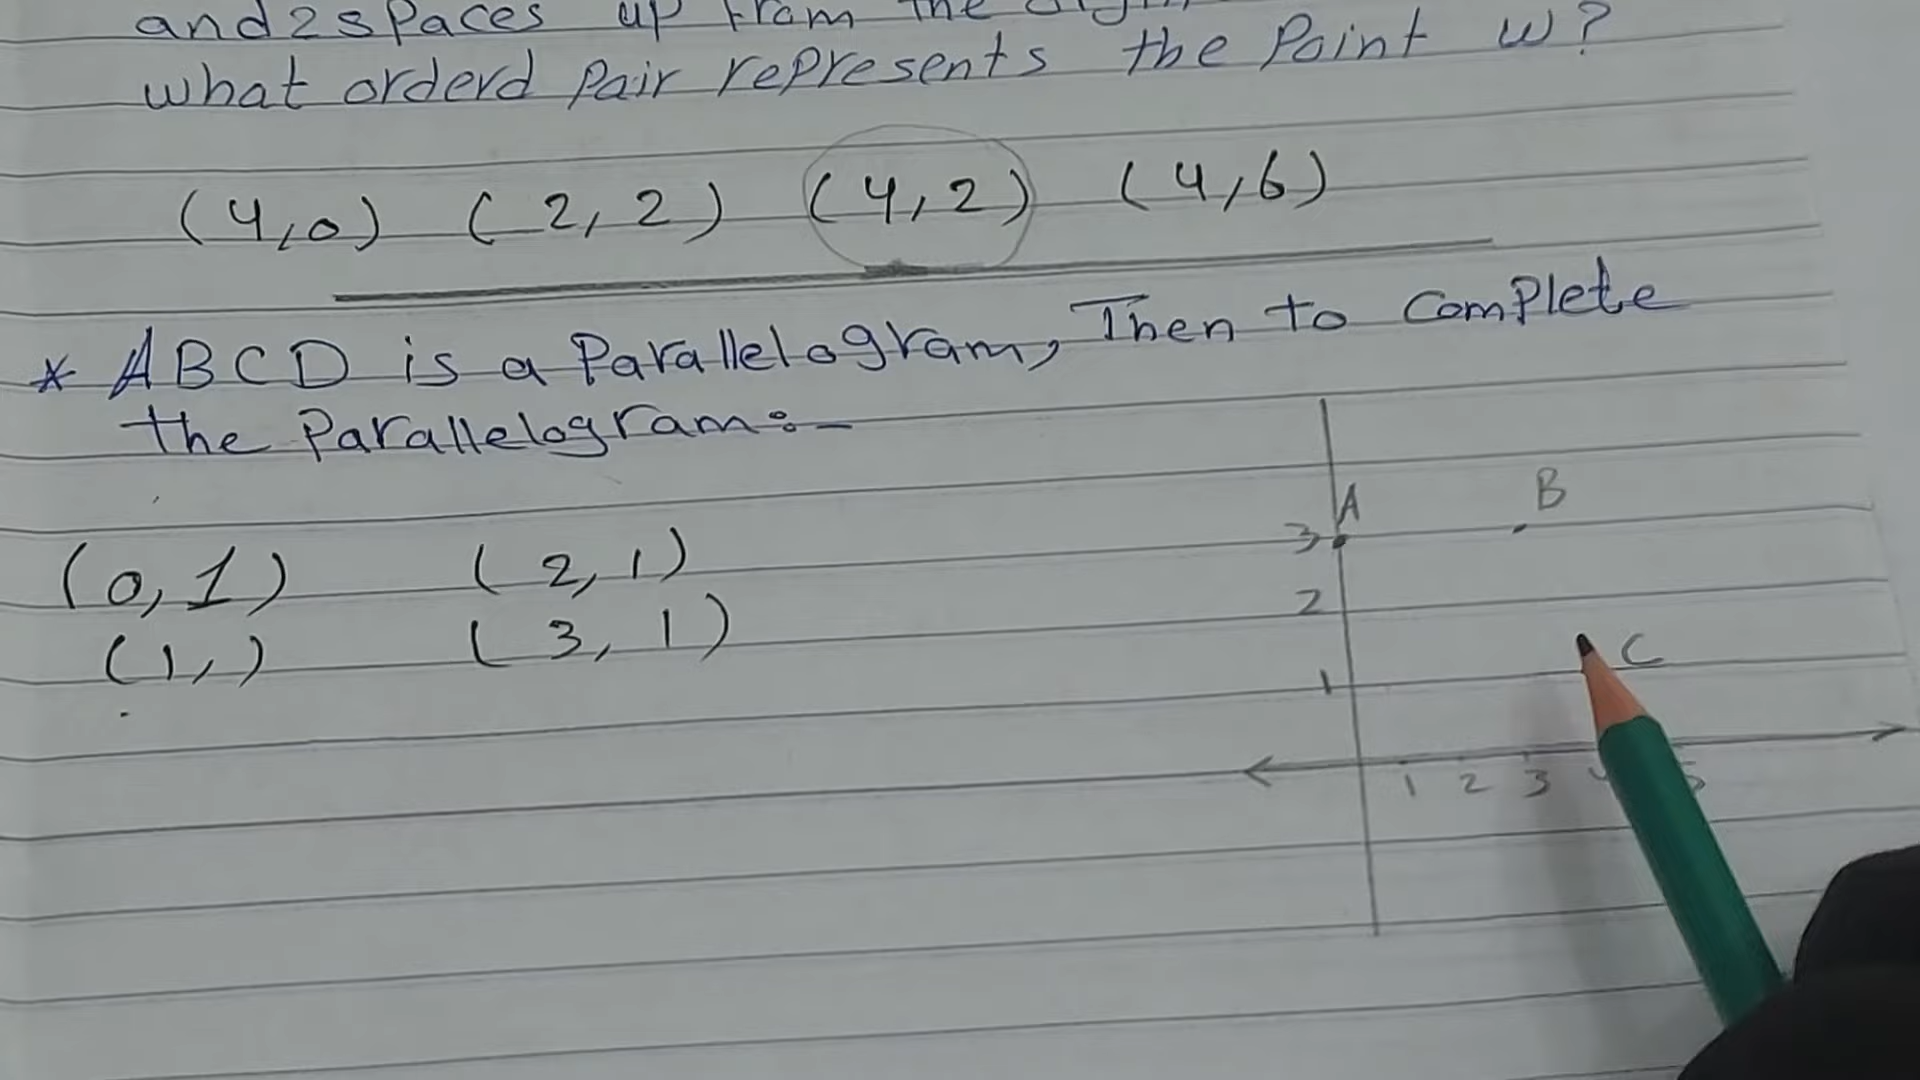 and 2 spaces up from the
what orderd pair represents the Point w?
(4,0) (2,2) (4,2) (4,6)
* ABCD is a Parallelogram, Then to complete
the Parallelogram:-
(0,1) (2,1)
(1,) (3,1)
A B
3
2
C
1
1 2 3